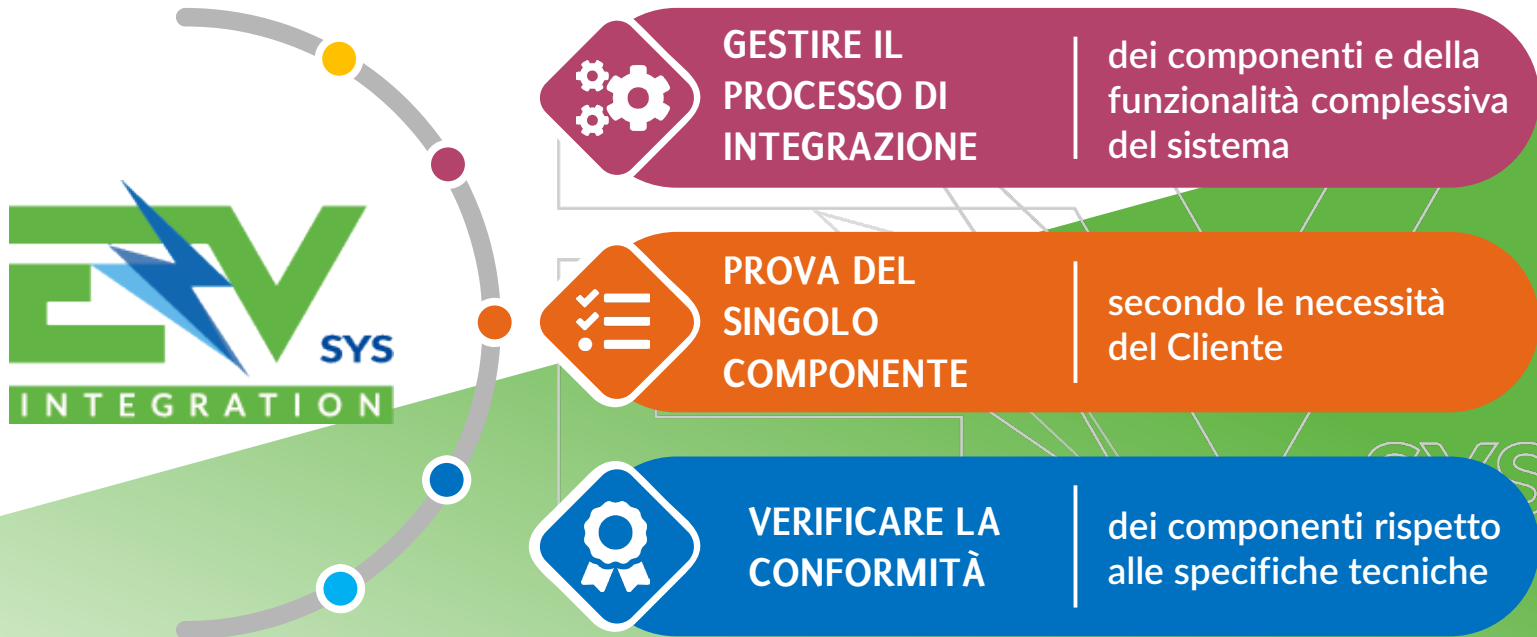 EV
SYS
INTEGRATION
GESTIRE IL
PROCESSO DI
INTEGRAZIONE
dei componenti e della
funzionalità complessiva
del sistema
PROVA DEL
SINGOLO
COMPONENTE
secondo le necessità
del Cliente
VERIFICARE LA
CONFORMITÀ
dei componenti rispetto
alle specifiche tecniche
SYS